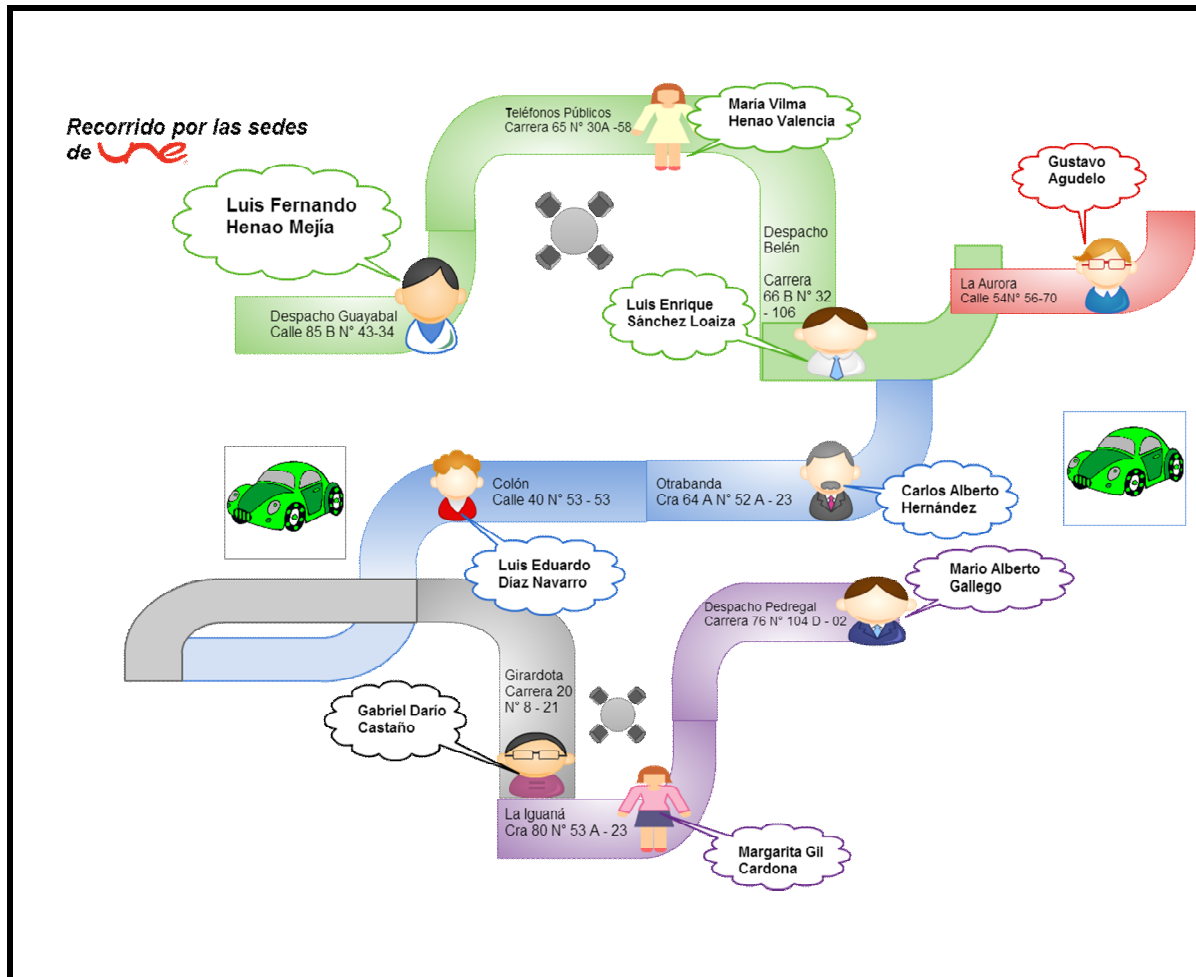 Recorrido por las sedes
de une
Teléfonos Públicos
Carrera 65 N° 30A -58
María Vilma
Henao Valencia
Luis Fernando
Henao Mejía
Gustavo
Agudelo
Despacho
Belén
Carrera
66 B N° 32
- 106
La Aurora
Calle 54N° 56-70
Despacho Guayabal
Calle 85 B N° 43-34
Luis Enrique
Sánchez Loaiza
Colón
Calle 40 N° 53 - 53
Otrabanda
Cra 64 A N° 52 A - 23
Carlos Alberto
Hernández
Luis Eduardo
Díaz Navarro
Mario Alberto
Gallego
Despacho Pedregal
Carrera 76 N° 104 D - 02
Girardota
Carrera 20
N° 8 - 21
Gabriel Darío
Castaño
La Iguaná
Cra 80 N° 53 A - 23
Margarita Gil
Cardona